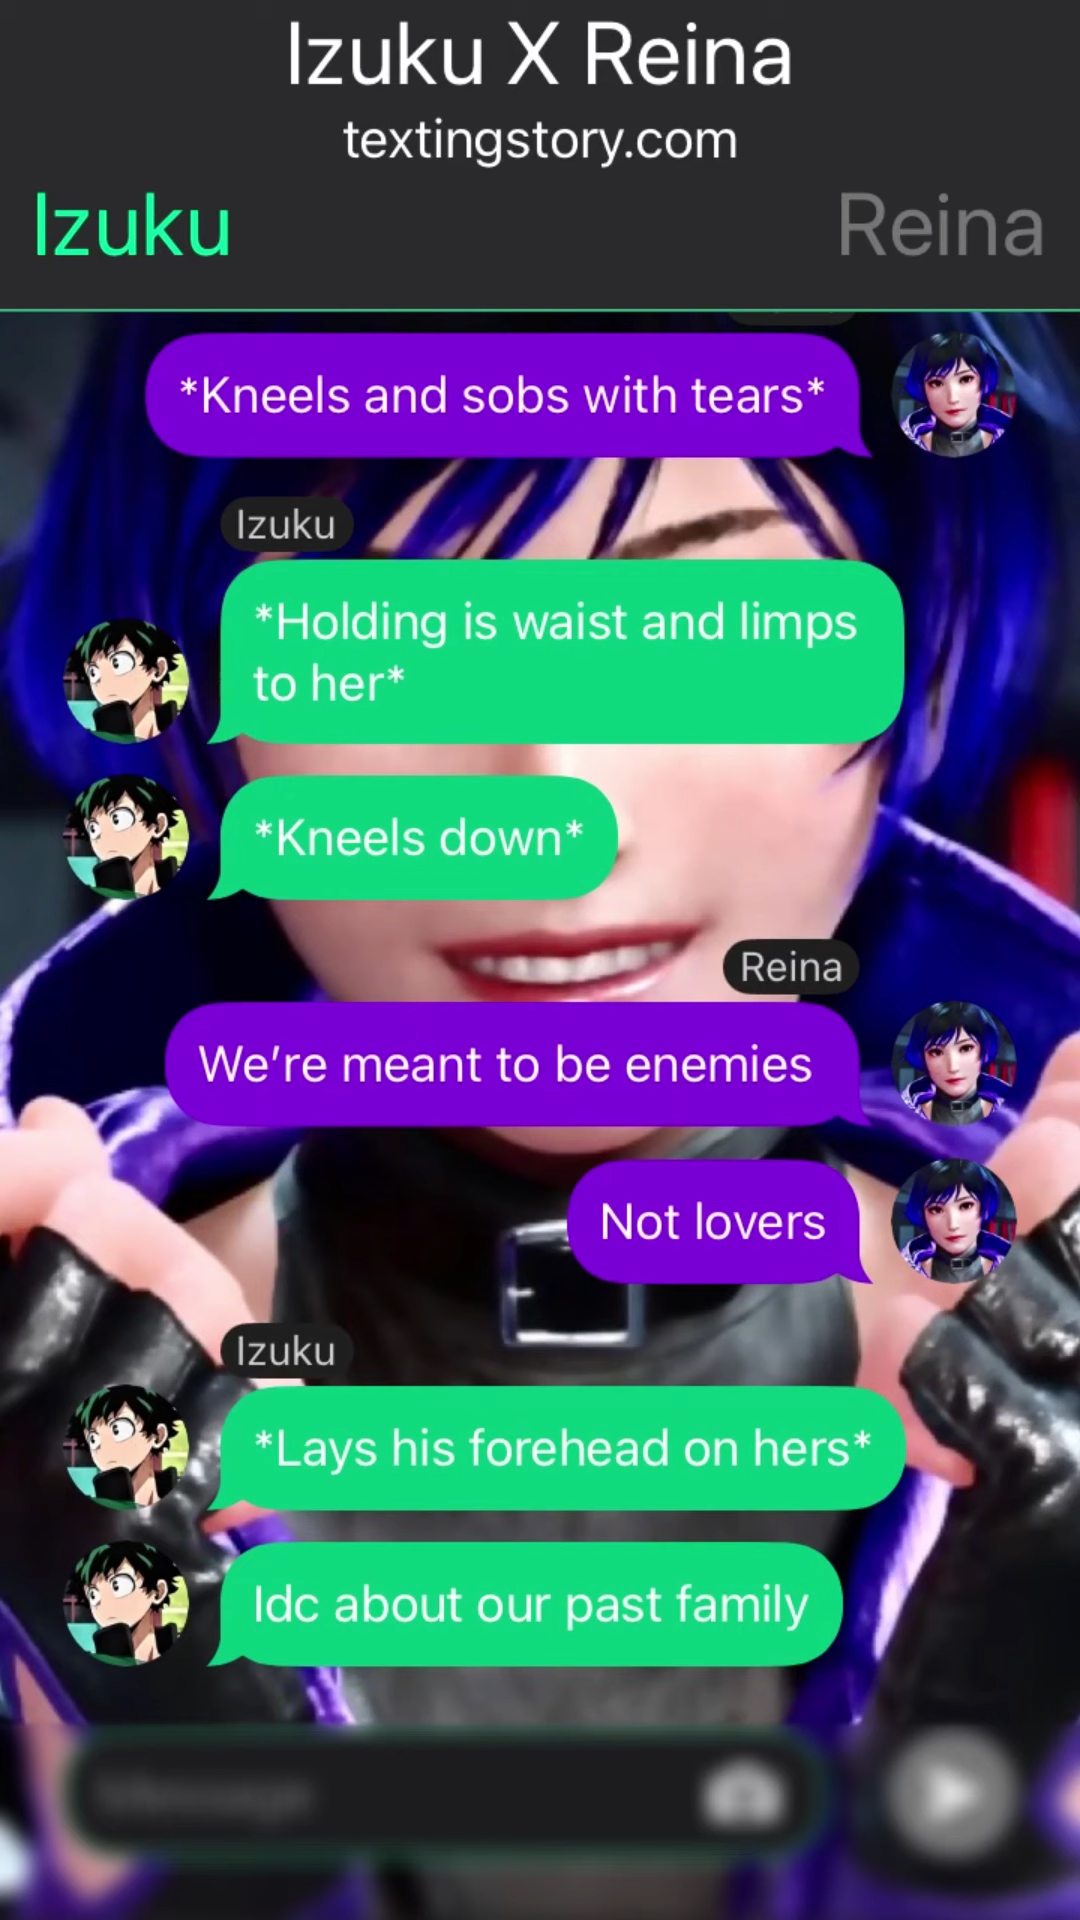 Izuku X Reina
textingstory.com
Izuku
Reina
*Kneels and sobs with tears*
Izuku
*Holding is waist and limps
to her*
*Kneels down*
Reina
We’re meant to be enemies
Not lovers
Izuku
*Lays his forehead on hers*
Idc about our past family